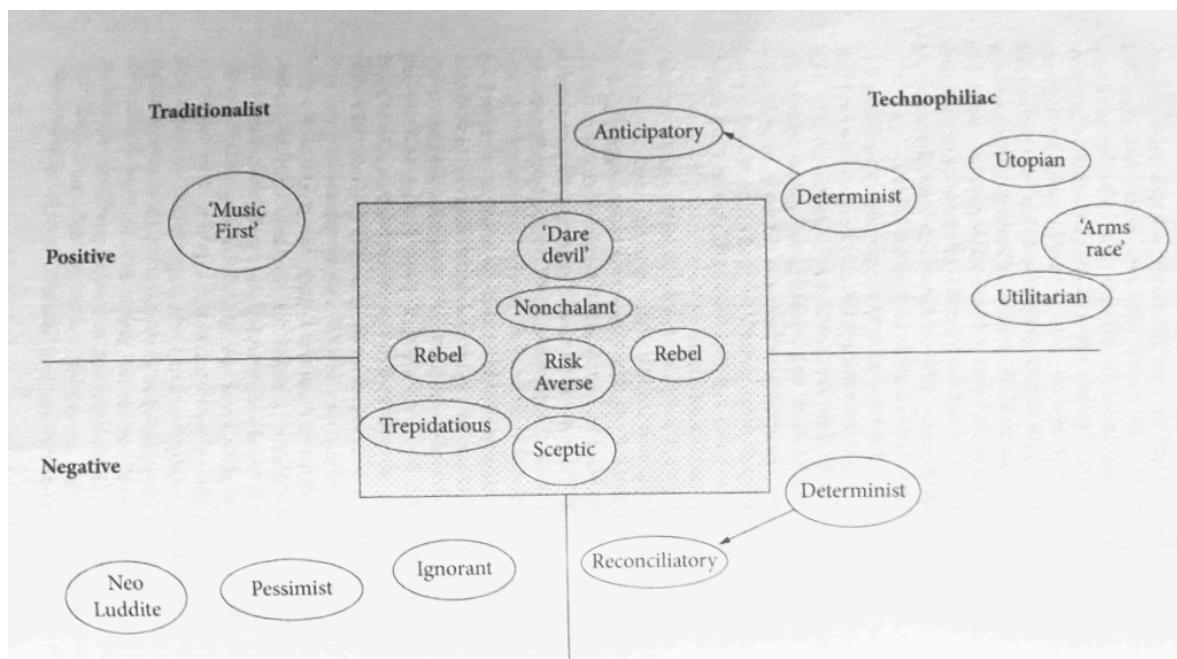 Traditionalist
Technophiliac
Anticipatory
Utopian
Determinist
'Music
First'
'Arms
race'
'Dare
devil'
Positive
Utilitarian
Nonchalant
Rebel
Risk
Averse
Rebel
Trepidatious
Sceptic
Negative
Determinist
Reconciliatory
Ignorant
Neo
Luddite
Pessimist